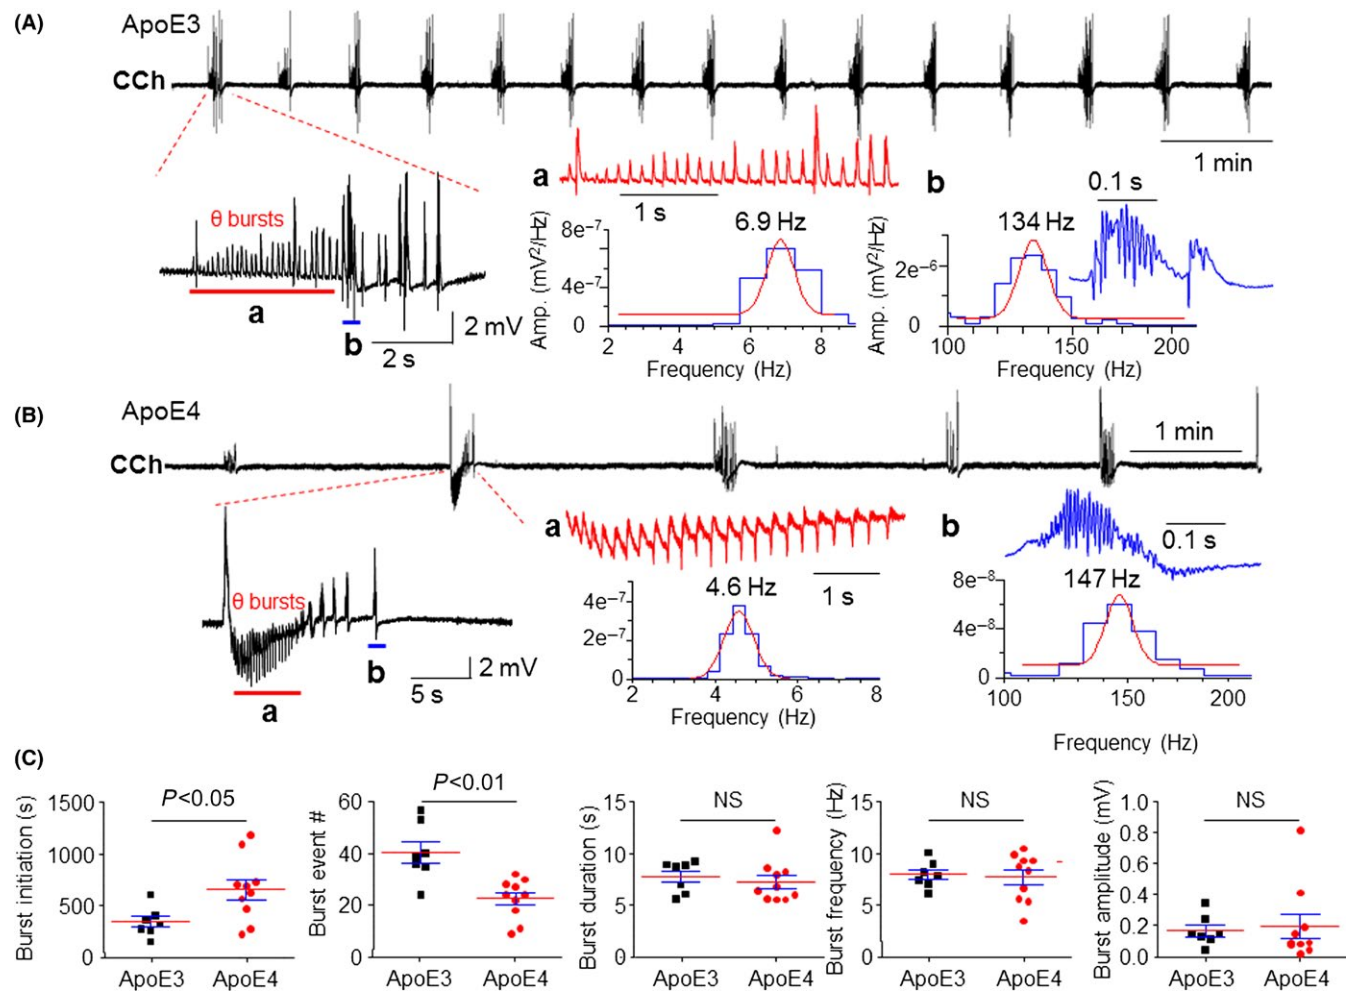 (A)
ApoE3
CCh
1 min
θ bursts
a
b
2 s
2 mV
a
1 s
6.9 Hz
Amp. (mV²/Hz)
8e⁻⁷
4e⁻⁷
0
2 4 6 8
Frequency (Hz)
b
0.1 s
134 Hz
Amp. (mV²/Hz)
2e⁻⁶
0
100 150 200
Frequency (Hz)
(B)
ApoE4
CCh
1 min
θ bursts
a
b
5 s
2 mV
a
1 s
4.6 Hz
4e⁻⁷
2e⁻⁷
0
2 4 6 8
Frequency (Hz)
b
0.1 s
147 Hz
8e⁻⁸
4e⁻⁸
0
100 150 200
Frequency (Hz)
(C)
Burst initiation (s)
1500
1000
500
0
P<0.05
ApoE3 ApoE4
Burst event #
60
40
20
0
P<0.01
ApoE3 ApoE4
Burst duration (s)
15
10
5
0
NS
ApoE3 ApoE4
Burst frequency (Hz)
15
10
5
0
NS
ApoE3 ApoE4
Burst amplitude (mV)
1.0
0.8
0.6
0.4
0.2
0.0
NS
ApoE3 ApoE4